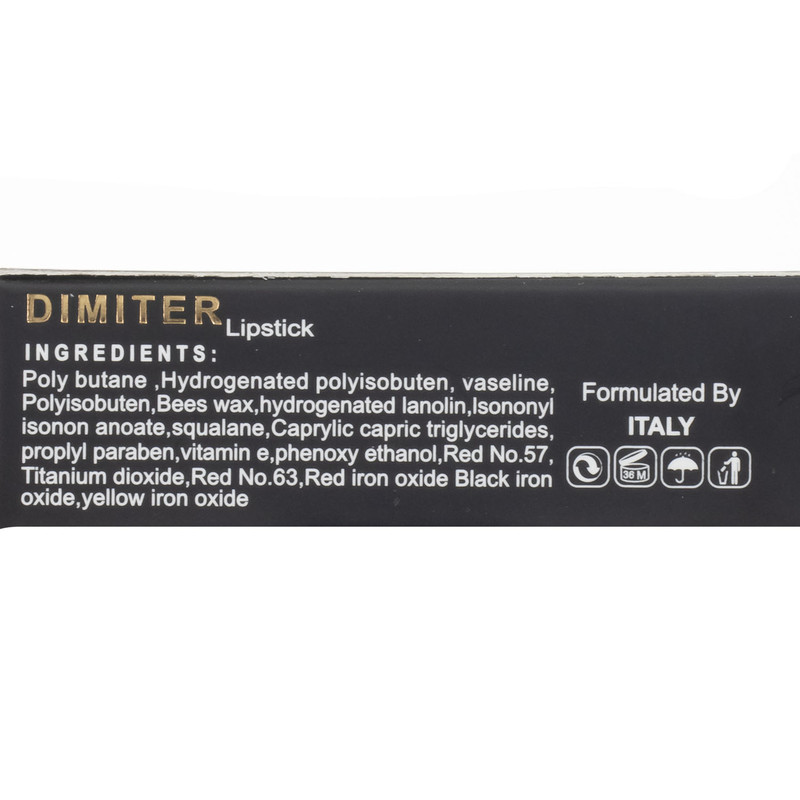 DIMITER Lipstick
INGREDIENTS:
Poly butane ,Hydrogenated polyisobuten, vaseline,
Polyisobuten,Bees wax,hydrogenated lanolin,Isononyl
isonon anoate,squalane,Caprylic capric triglycerides,
proplyl paraben,vitamin e,phenoxy ethanol,Red No.57,
Titanium dioxide,Red No.63,Red iron oxide Black iron
oxide,yellow iron oxide
Formulated By
ITALY
36 M